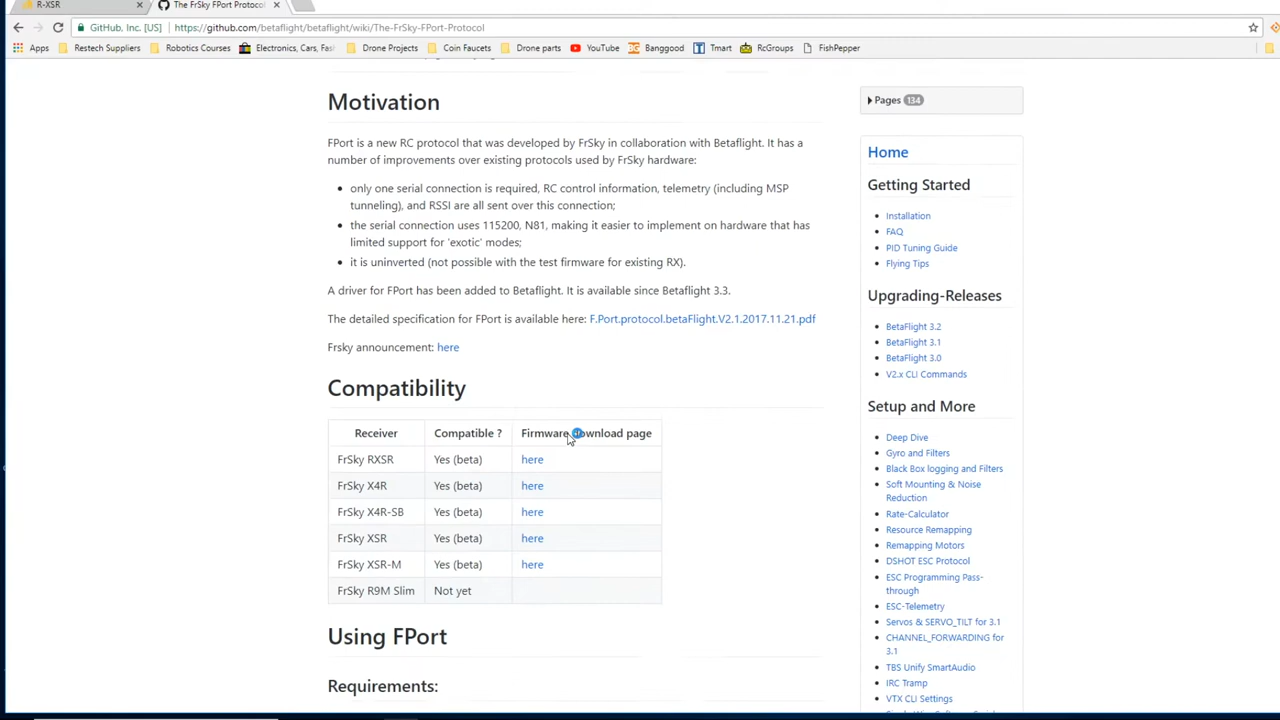 R-XSR
The FrSky FPort Protoco
GitHub, Inc. [US]
https://github.com/betaflight/betaflight/wiki/The-FrSky-FPort-Protocol
Apps
Restech Suppliers
Robotics Courses
Electronics, Cars, Fash
Drone Projects
Coin Faucets
Drone parts
YouTube
Banggood
Tmart
RcGroups
FishPepper
Motivation
FPort is a new RC protocol that was developed by FrSky in collaboration with Betaflight. It has a
number of improvements over existing protocols used by FrSky hardware:
only one serial connection is required, RC control information, telemetry (including MSP
tunneling), and RSSI are all sent over this connection;
the serial connection uses 115200, N81, making it easier to implement on hardware that has
limited support for 'exotic' modes;
it is uninverted (not possible with the test firmware for existing RX).
A driver for FPort has been added to Betaflight. It is available since Betaflight 3.3.
The detailed specification for FPort is available here: F.Port.protocol.betaFlight.V2.1.2017.11.21.pdf
Frsky announcement: here
Compatibility
Receiver Compatible ? Firmware download page
FrSky RXSR Yes (beta) here
FrSky X4R Yes (beta) here
FrSky X4R-SB Yes (beta) here
FrSky XSR Yes (beta) here
FrSky XSR-M Yes (beta) here
FrSky R9M Slim Not yet
Using FPort
Requirements:
Pages 134
Home
Getting Started
Installation
FAQ
PID Tuning Guide
Flying Tips
Upgrading-Releases
BetaFlight 3.2
BetaFlight 3.1
BetaFlight 3.0
V2.x CLI Commands
Setup and More
Deep Dive
Gyro and Filters
Black Box logging and Filters
Soft Mounting & Noise
Reduction
Rate-Calculator
Resource Remapping
Remapping Motors
DSHOT ESC Protocol
ESC Programming Pass-
through
ESC-Telemetry
Servos & SERVO_TILT for 3.1
CHANNEL_FORWARDING for
3.1
TBS Unify SmartAudio
IRC Tramp
VTX CLI Settings